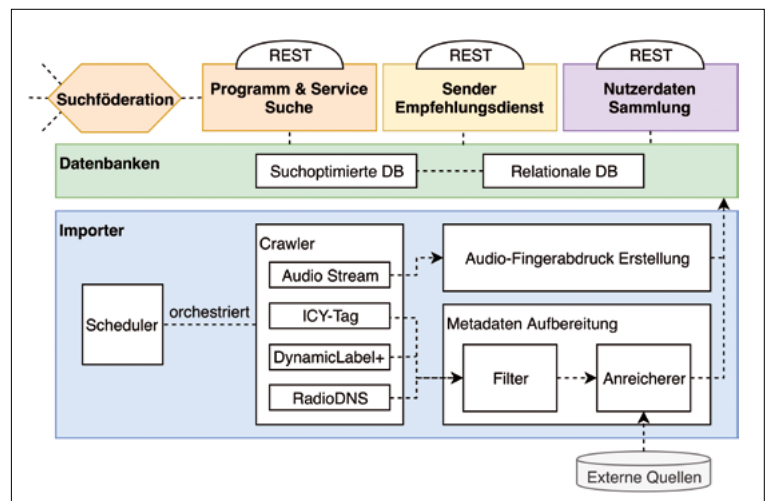 REST
REST
REST
Suchföderation
Programm & Service
Suche
Sender
Empfehlungsdienst
Nutzerdaten
Sammlung
Datenbanken
Suchoptimierte DB
Relationale DB
Importer
Crawler
Audio Stream
Audio-Fingerabdruck Erstellung
Scheduler
orchestriert
ICY-Tag
DynamicLabel+
RadioDNS
Metadaten Aufbereitung
Filter
Anreicherer
Externe Quellen